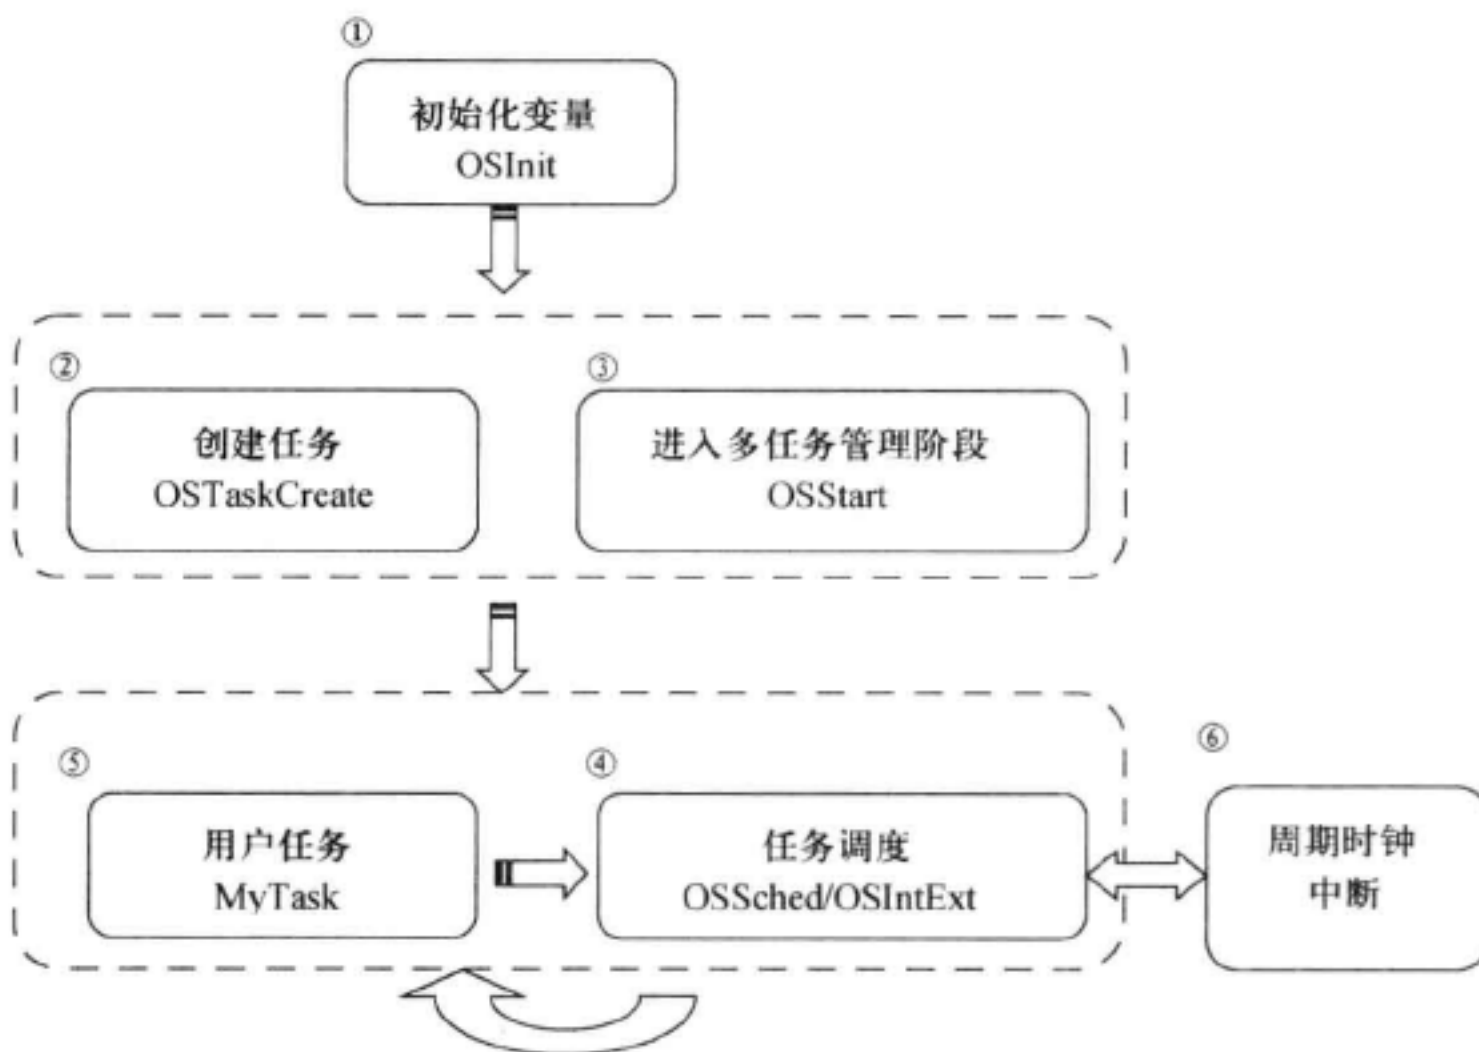 ①
初始化变量
OSInit
②
创建任务
OSTaskCreate
③
进入多任务管理阶段
OSStart
⑤
用户任务
MyTask
④
任务调度
OSSched/OSIntExt
⑥
周期时钟
中断